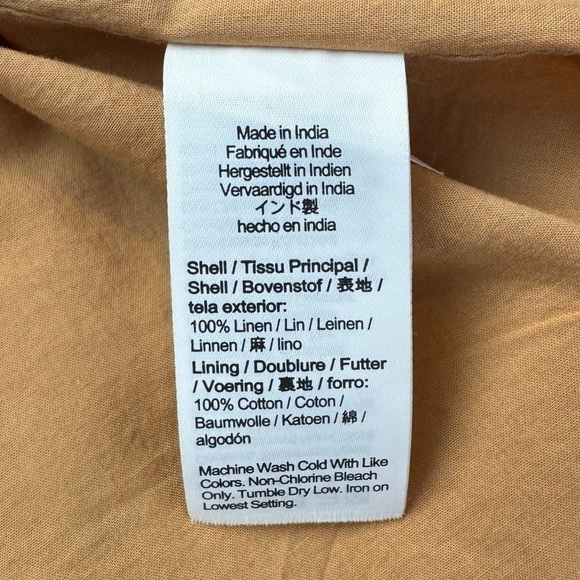 Made in India
Fabriqué en Inde
Hergestellt in Indien
Vervaardigd in India
インド製
hecho en india
Shell / Tissu Principal /
Shell / Bovenstof / 表地 /
tela exterior:
100% Linen / Lin / Leinen /
Linnen / 麻 / lino
Lining / Doublure / Futter
/ Voering / 裏地 / forro:
100% Cotton / Coton /
Baumwolle / Katoen / 綿 /
algodón
Machine Wash Cold With Like
Colors. Non-Chlorine Bleach
Only. Tumble Dry Low. Iron on
Lowest Setting.